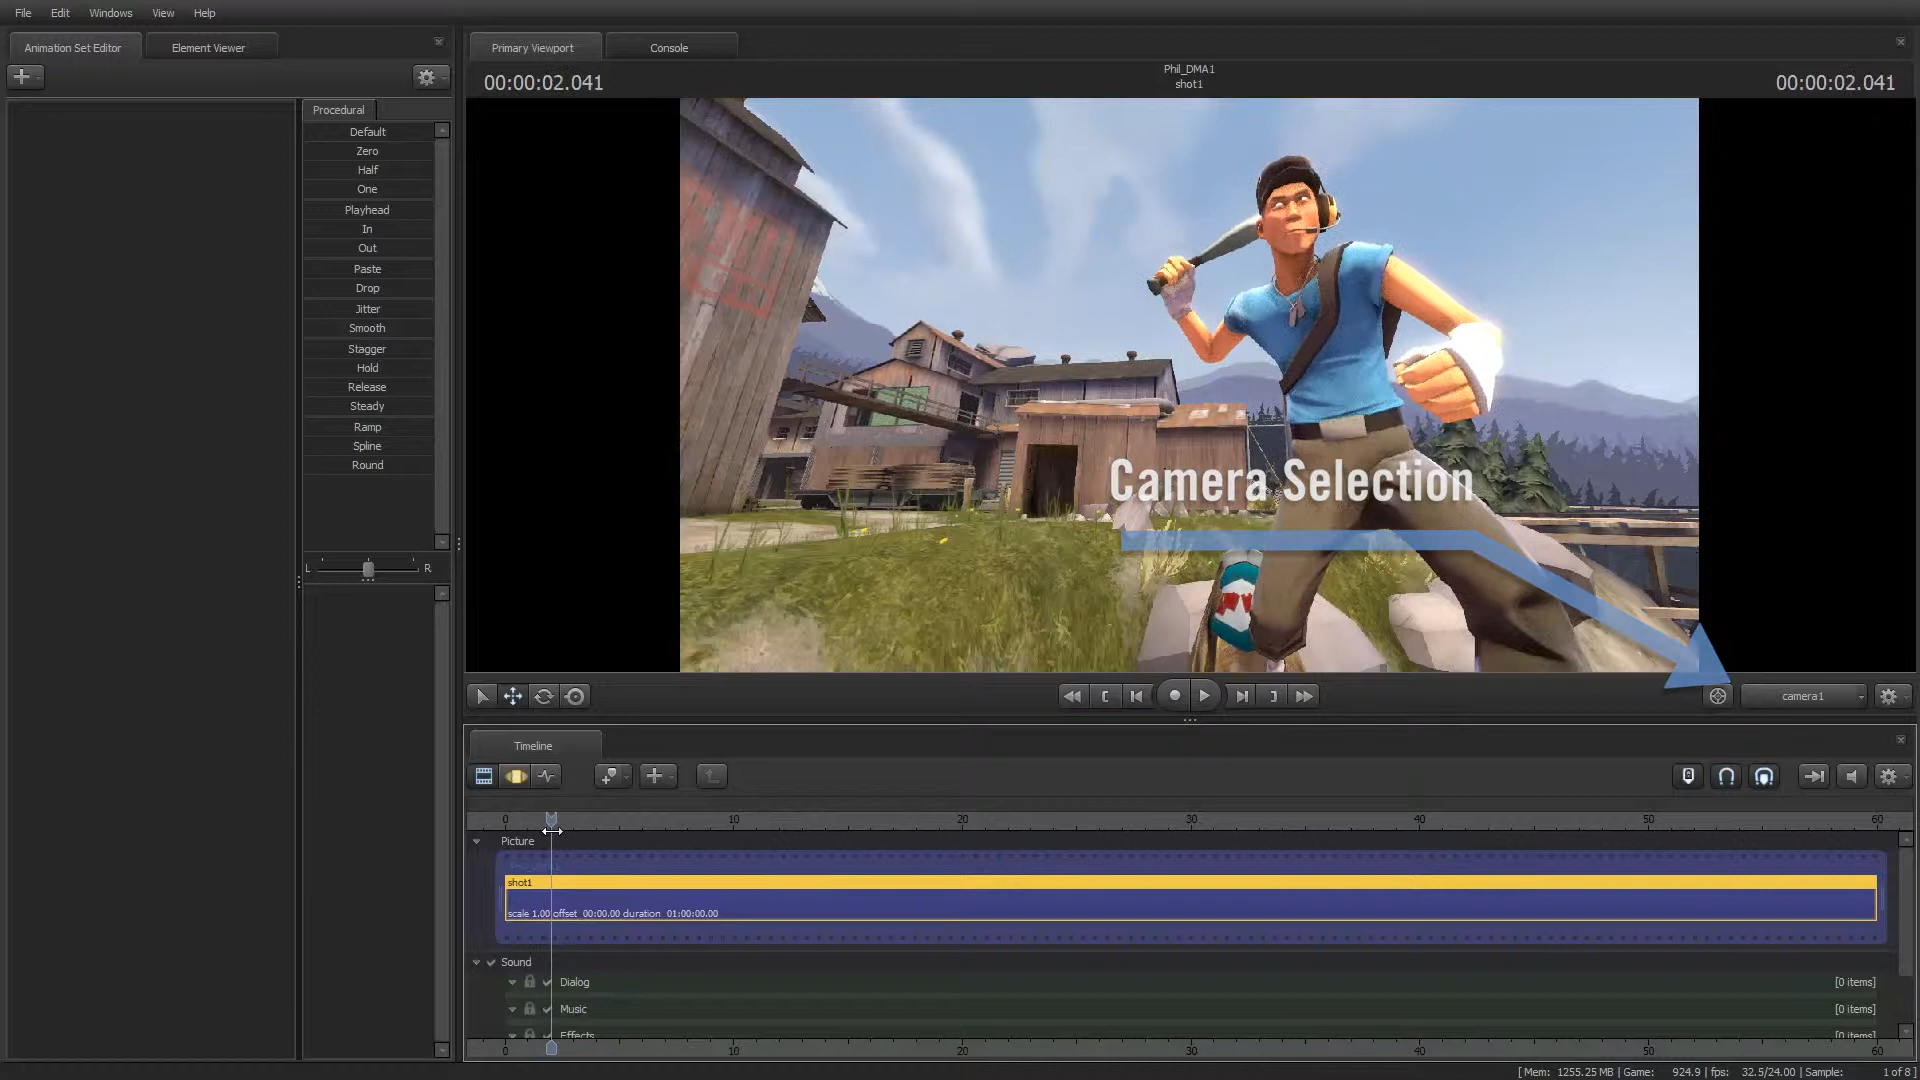 File Edit Windows View Help
Animation Set Editor Element Viewer
Primary Viewport Console
00:00:02.041
Phil_DMA1
shot1
00:00:02.041
Procedural
Default
Zero
Half
One
Playhead
In
Out
Paste
Drop
Jitter
Smooth
Stagger
Hold
Release
Steady
Ramp
Spline
Round
L R
Camera Selection
camera1
Timeline
0 10 20 30 40 50 60
Picture
shot1
scale 1.00 offset 00:00.00 duration 01:00:00.00
Sound
Dialog [0 items]
Music [0 items]
Effects [0 items]
0 10 20 30 40 50 60
[ Mem: 1255.25 MB | Game: 924.9 | fps: 32.5/24.00 | Sample: 1 of 8 ]